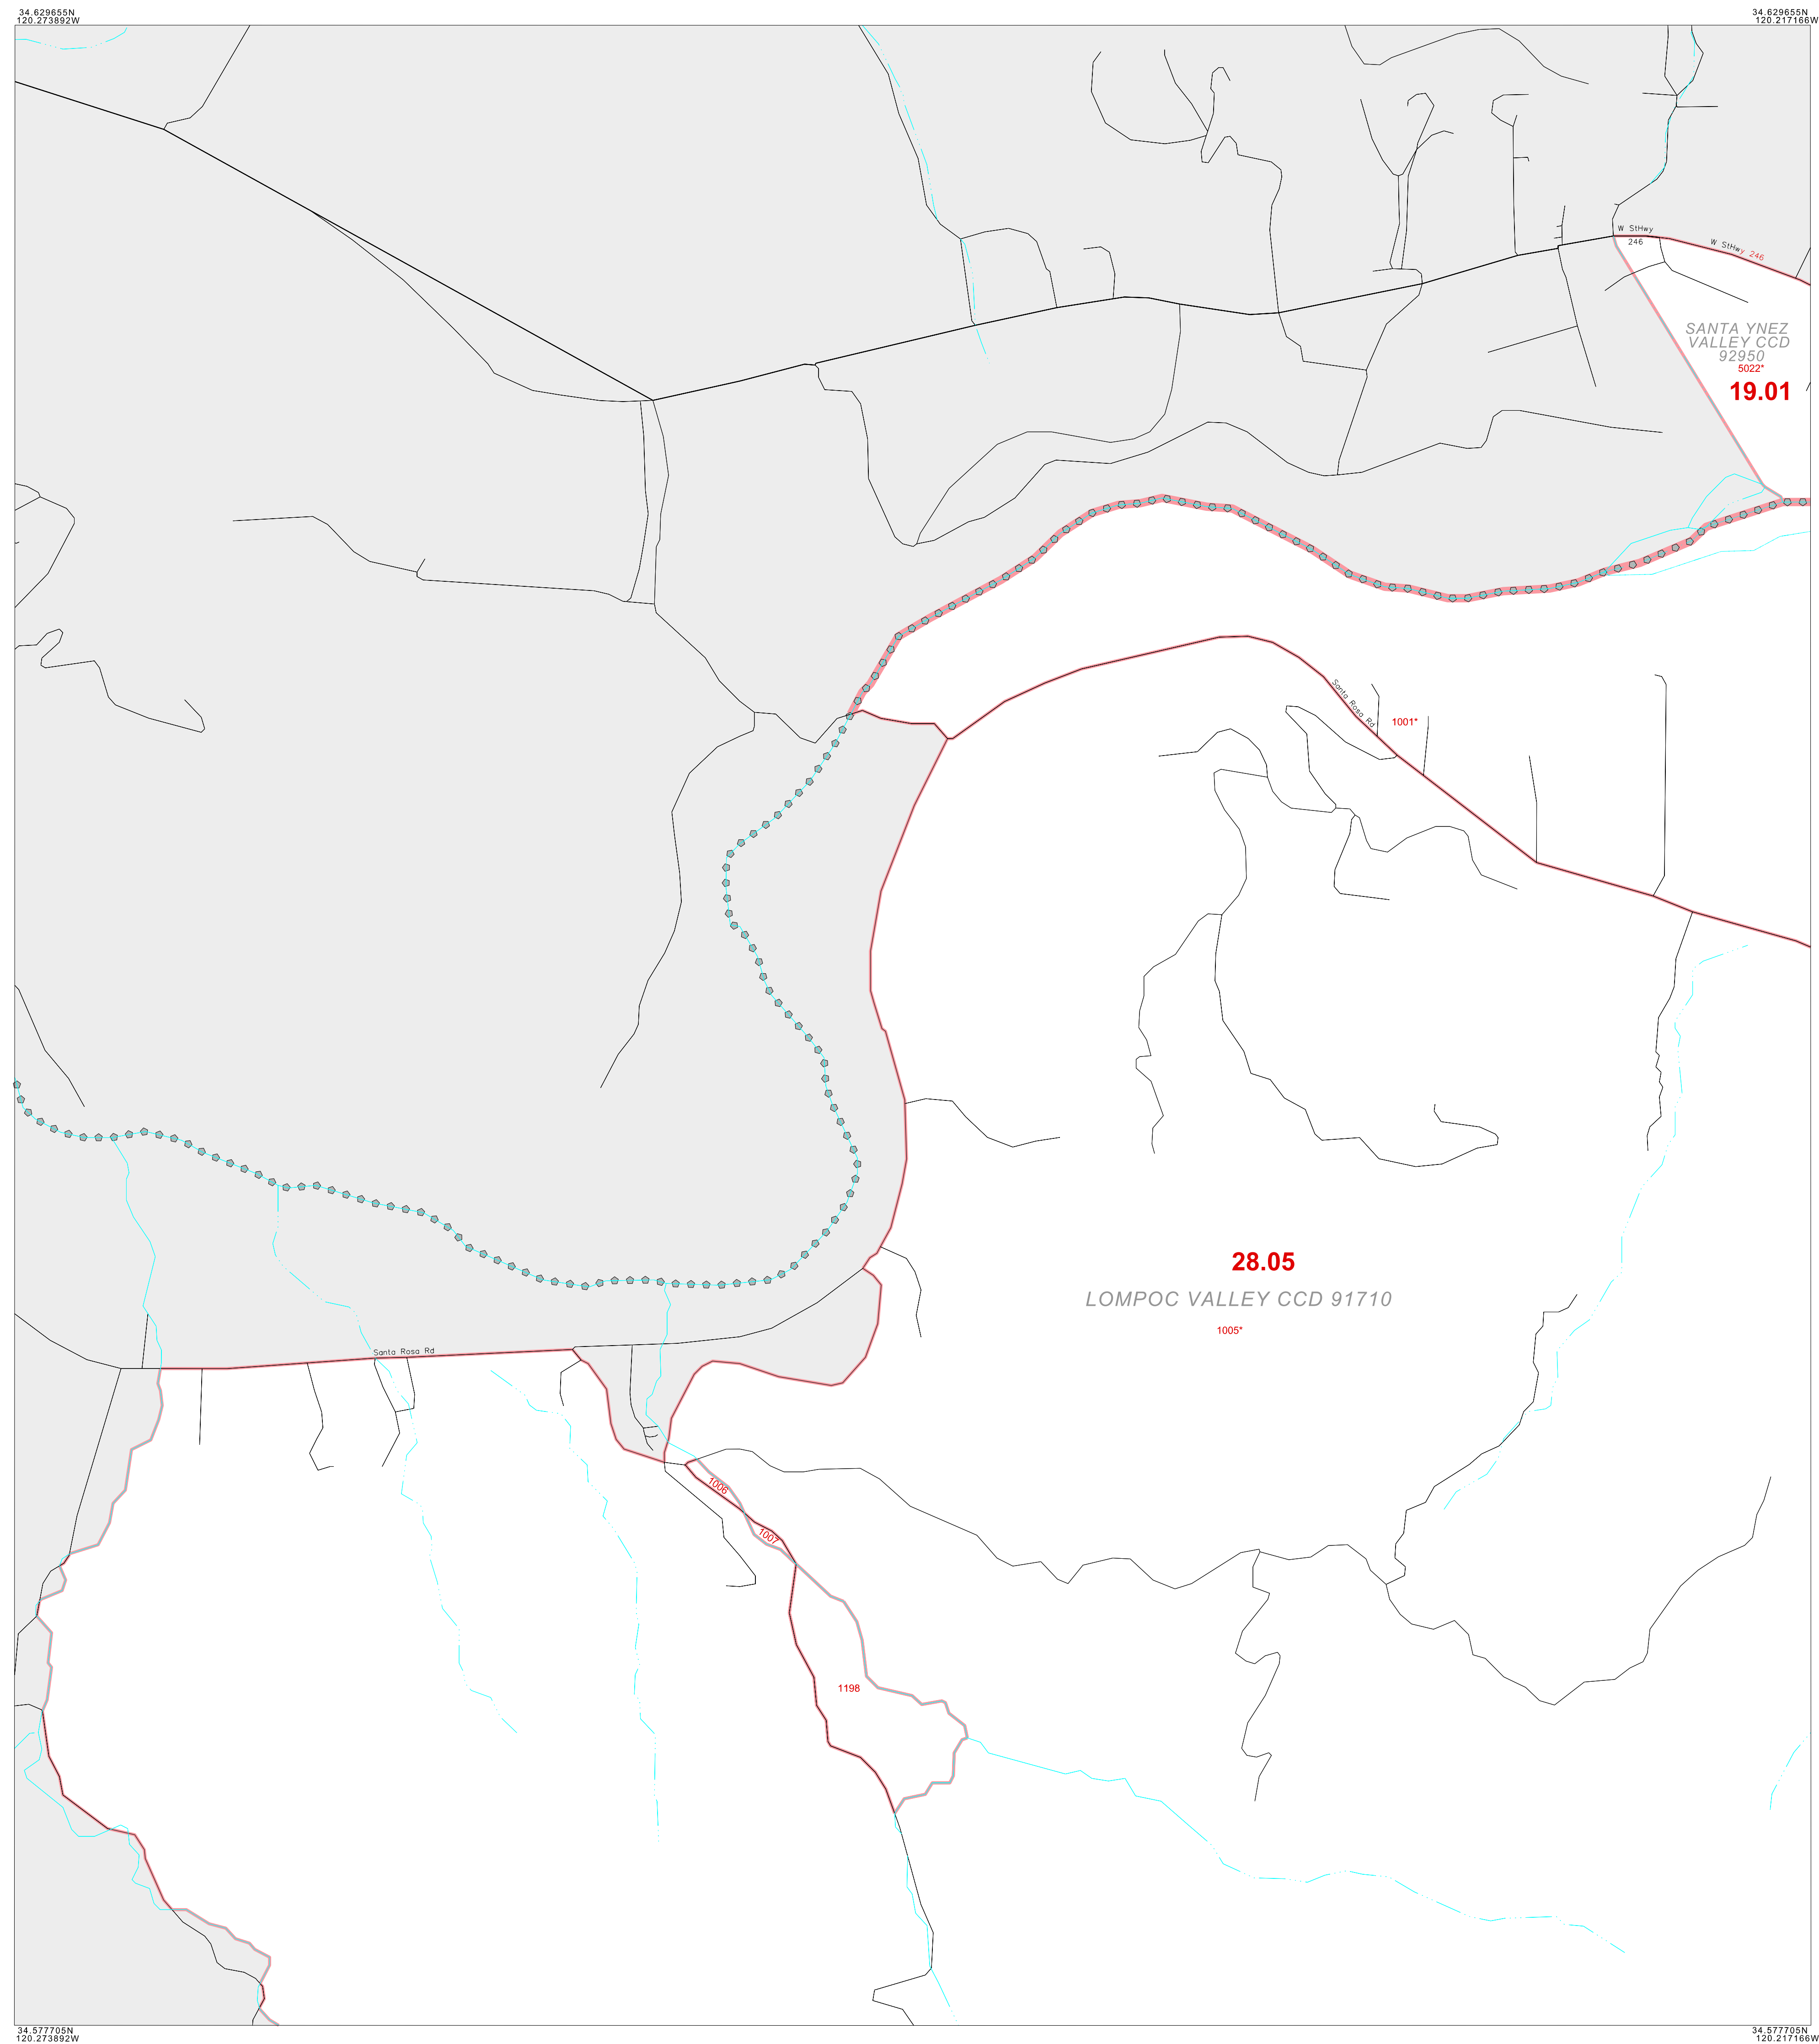 34.629655N
120.273892W
34.629655N
120.217166W
W StHwy
246
W StHwy 246
SANTA YNEZ
VALLEY CCD
92950
5022*
19.01
Santa Rosa Rd
1001*
28.05
LOMPOC VALLEY CCD 91710
1005*
Santa Rosa Rd
1006
1007
1198
34.577705N
120.273892W
34.577705N
120.217166W